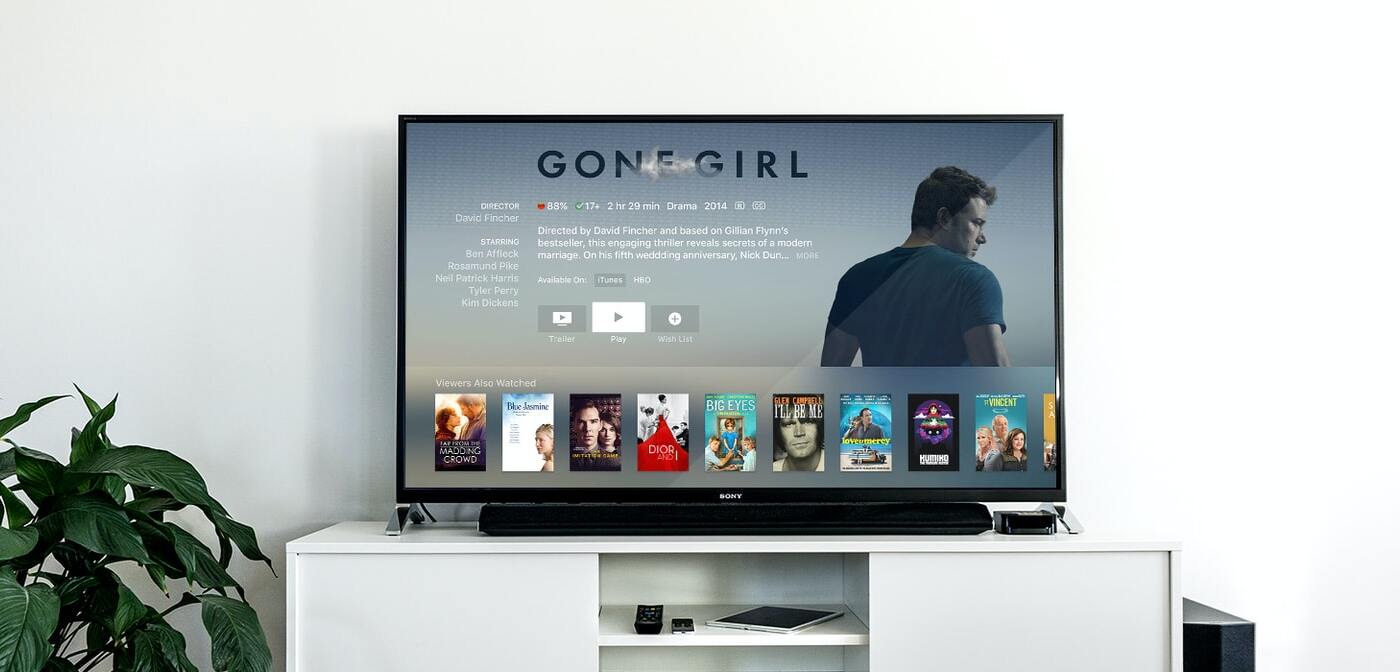 GONE GIRL
DIRECTOR
David Fincher
STARRING
Ben Affleck
Rosamund Pike
Neil Patrick Harris
Tyler Perry
Kim Dickens
88% 17+ 2 hr 29 min Drama 2014 R CC
Directed by David Fincher and based on Gillian Flynn's
bestseller, this engaging thriller reveals secrets of a modern
marriage. On his fifth weddding anniversary, Nick Dun... MORE
Available On: iTunes HBO
Trailer Play Wish List
Viewers Also Watched
FAR FROM THE
MADDING
CROWD
Blue Jasmine
IMITATION GAME
DIOR
AND I
BIG EYES
GLEN CAMPBELL
I'LL BE ME
love&mercy
KUMIKO
ST. VINCENT
S
A
SONY